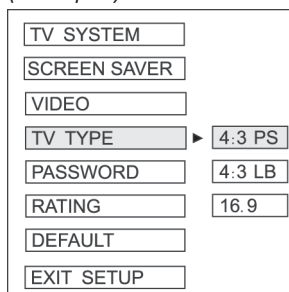 TV SYSTEM
SCREEN SAVER
VIDEO
TV TYPE ► 4:3 PS
PASSWORD 4:3 LB
RATING 16.9
DEFAULT
EXIT SETUP